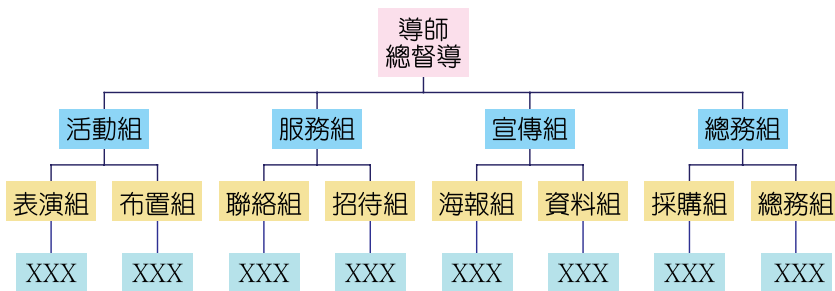 導師
總督導
活動組
服務組
宣傳組
總務組
表演組
布置組
聯絡組
招待組
海報組
資料組
採購組
總務組
XXX
XXX
XXX
XXX
XXX
XXX
XXX
XXX